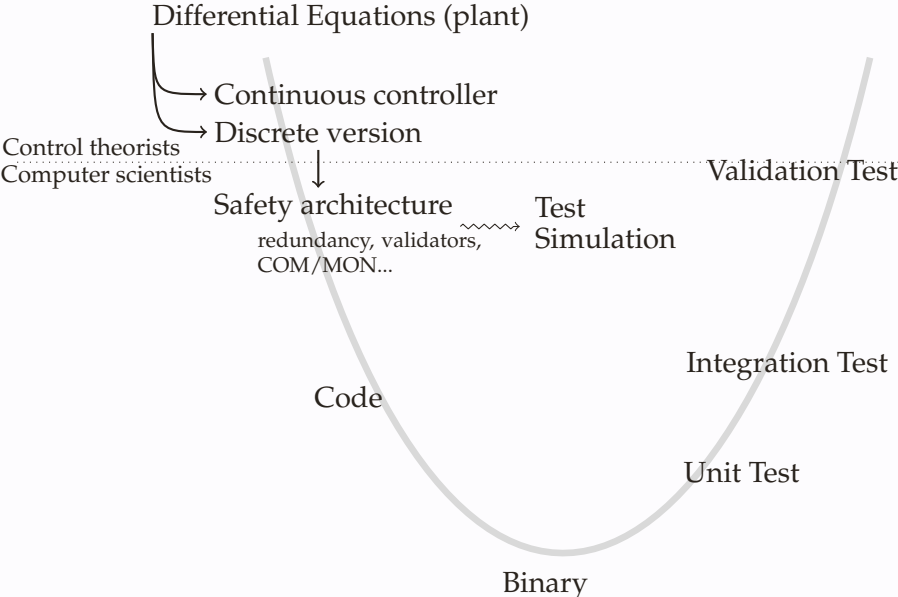 Differential Equations (plant)
Continuous controller
Discrete version
Control theorists
Computer scientists
Validation Test
Safety architecture
redundancy, validators,
COM/MON...
Test
Simulation
Integration Test
Code
Unit Test
Binary